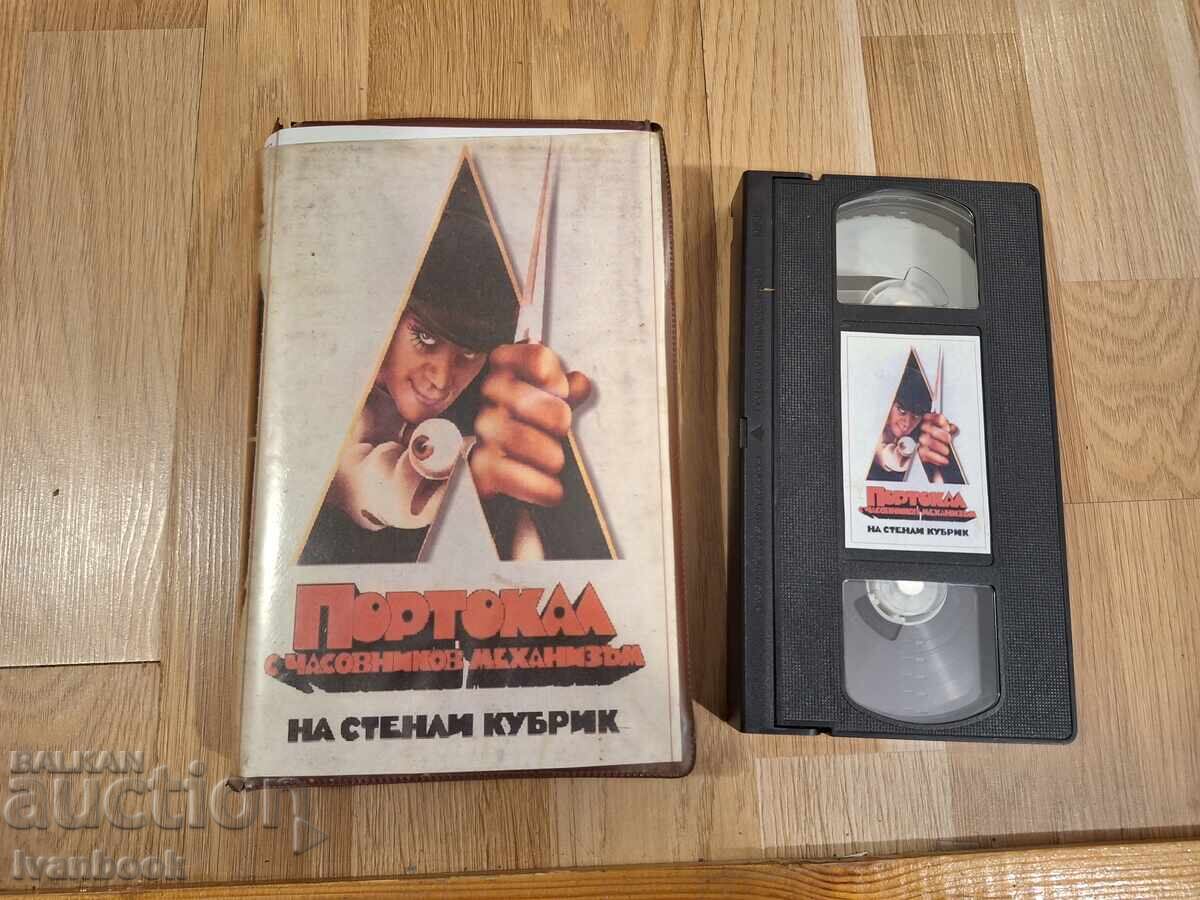 ПОРТОКАЛ
С ЧАСОВНИКОВ МЕХАНИЗЪМ
НА СТЕНЛИ КУБРИК
ПОРТОКАЛ
С ЧАСОВНИКОВ МЕХАНИЗЪМ
НА СТЕНЛИ КУБРИК
BALKAN
auction
Ivanbook